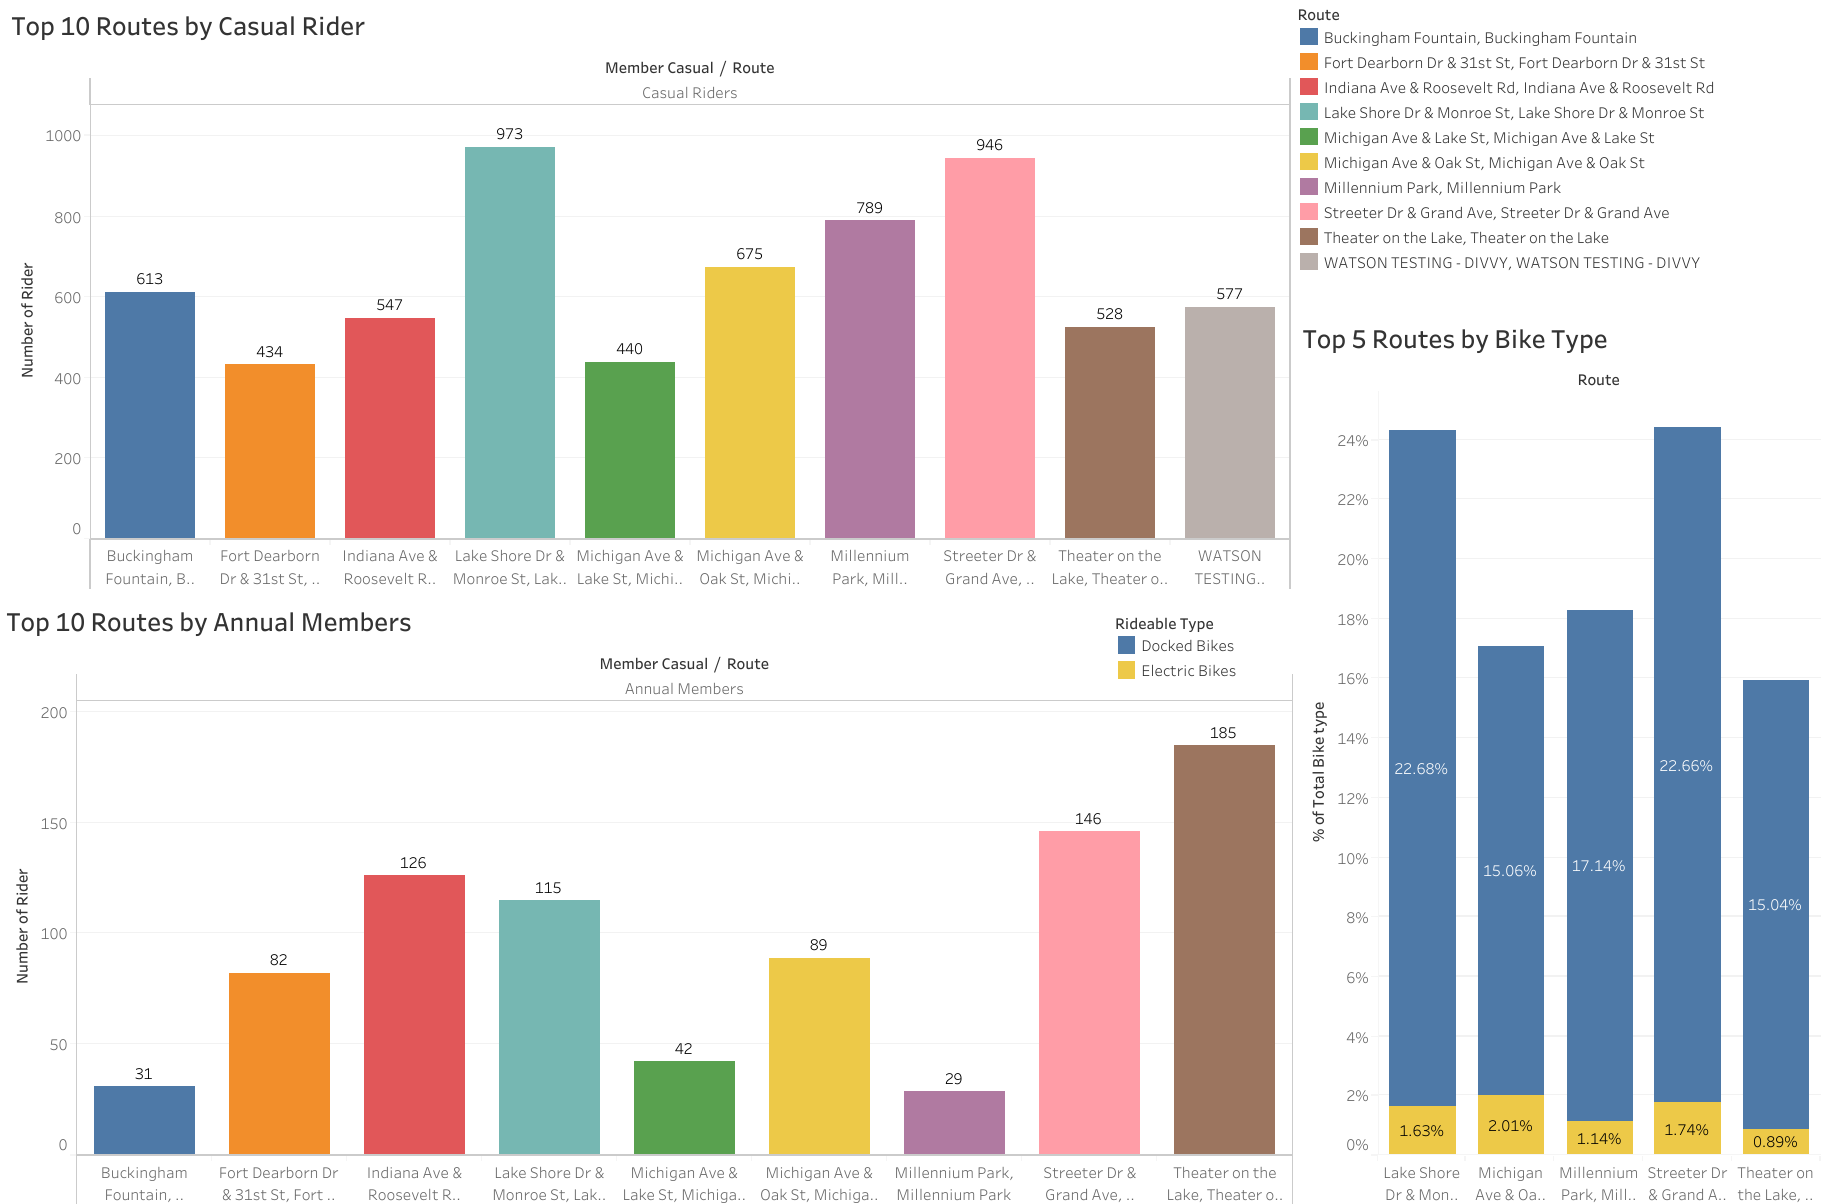 Top 10 Routes by Casual Rider
Member Casual / Route
Casual Riders
Number of Rider
1000
800
600
400
200
0
613
434
547
973
440
675
789
946
528
577
Buckingham
Fountain, B..
Fort Dearborn
Dr & 31st St, ..
Indiana Ave &
Roosevelt R..
Lake Shore Dr &
Monroe St, Lak..
Michigan Ave &
Lake St, Michi..
Michigan Ave &
Oak St, Michi..
Millennium
Park, Mill..
Streeter Dr &
Grand Ave, ..
Theater on the
Lake, Theater o..
WATSON
TESTING..
Route
Buckingham Fountain, Buckingham Fountain
Fort Dearborn Dr & 31st St, Fort Dearborn Dr & 31st St
Indiana Ave & Roosevelt Rd, Indiana Ave & Roosevelt Rd
Lake Shore Dr & Monroe St, Lake Shore Dr & Monroe St
Michigan Ave & Lake St, Michigan Ave & Lake St
Michigan Ave & Oak St, Michigan Ave & Oak St
Millennium Park, Millennium Park
Streeter Dr & Grand Ave, Streeter Dr & Grand Ave
Theater on the Lake, Theater on the Lake
WATSON TESTING - DIVVY, WATSON TESTING - DIVVY
Top 10 Routes by Annual Members
Rideable Type
Docked Bikes
Electric Bikes
Member Casual / Route
Annual Members
Number of Rider
200
150
100
50
0
31
82
126
115
42
89
29
146
185
Buckingham
Fountain, ..
Fort Dearborn Dr
& 31st St, Fort ..
Indiana Ave &
Roosevelt R..
Lake Shore Dr &
Monroe St, Lak..
Michigan Ave &
Lake St, Michiga..
Michigan Ave &
Oak St, Michiga..
Millennium Park,
Millennium Park
Streeter Dr &
Grand Ave, ..
Theater on the
Lake, Theater o..
Top 5 Routes by Bike Type
Route
% of Total Bike type
24%
22%
20%
18%
16%
14%
12%
10%
8%
6%
4%
2%
0%
22.68%
15.06%
17.14%
22.66%
15.04%
1.63%
2.01%
1.14%
1.74%
0.89%
Lake Shore
Dr & Mon..
Michigan
Ave & Oa..
Millennium
Park, Mill..
Streeter Dr
& Grand A..
Theater on
the Lake, ..